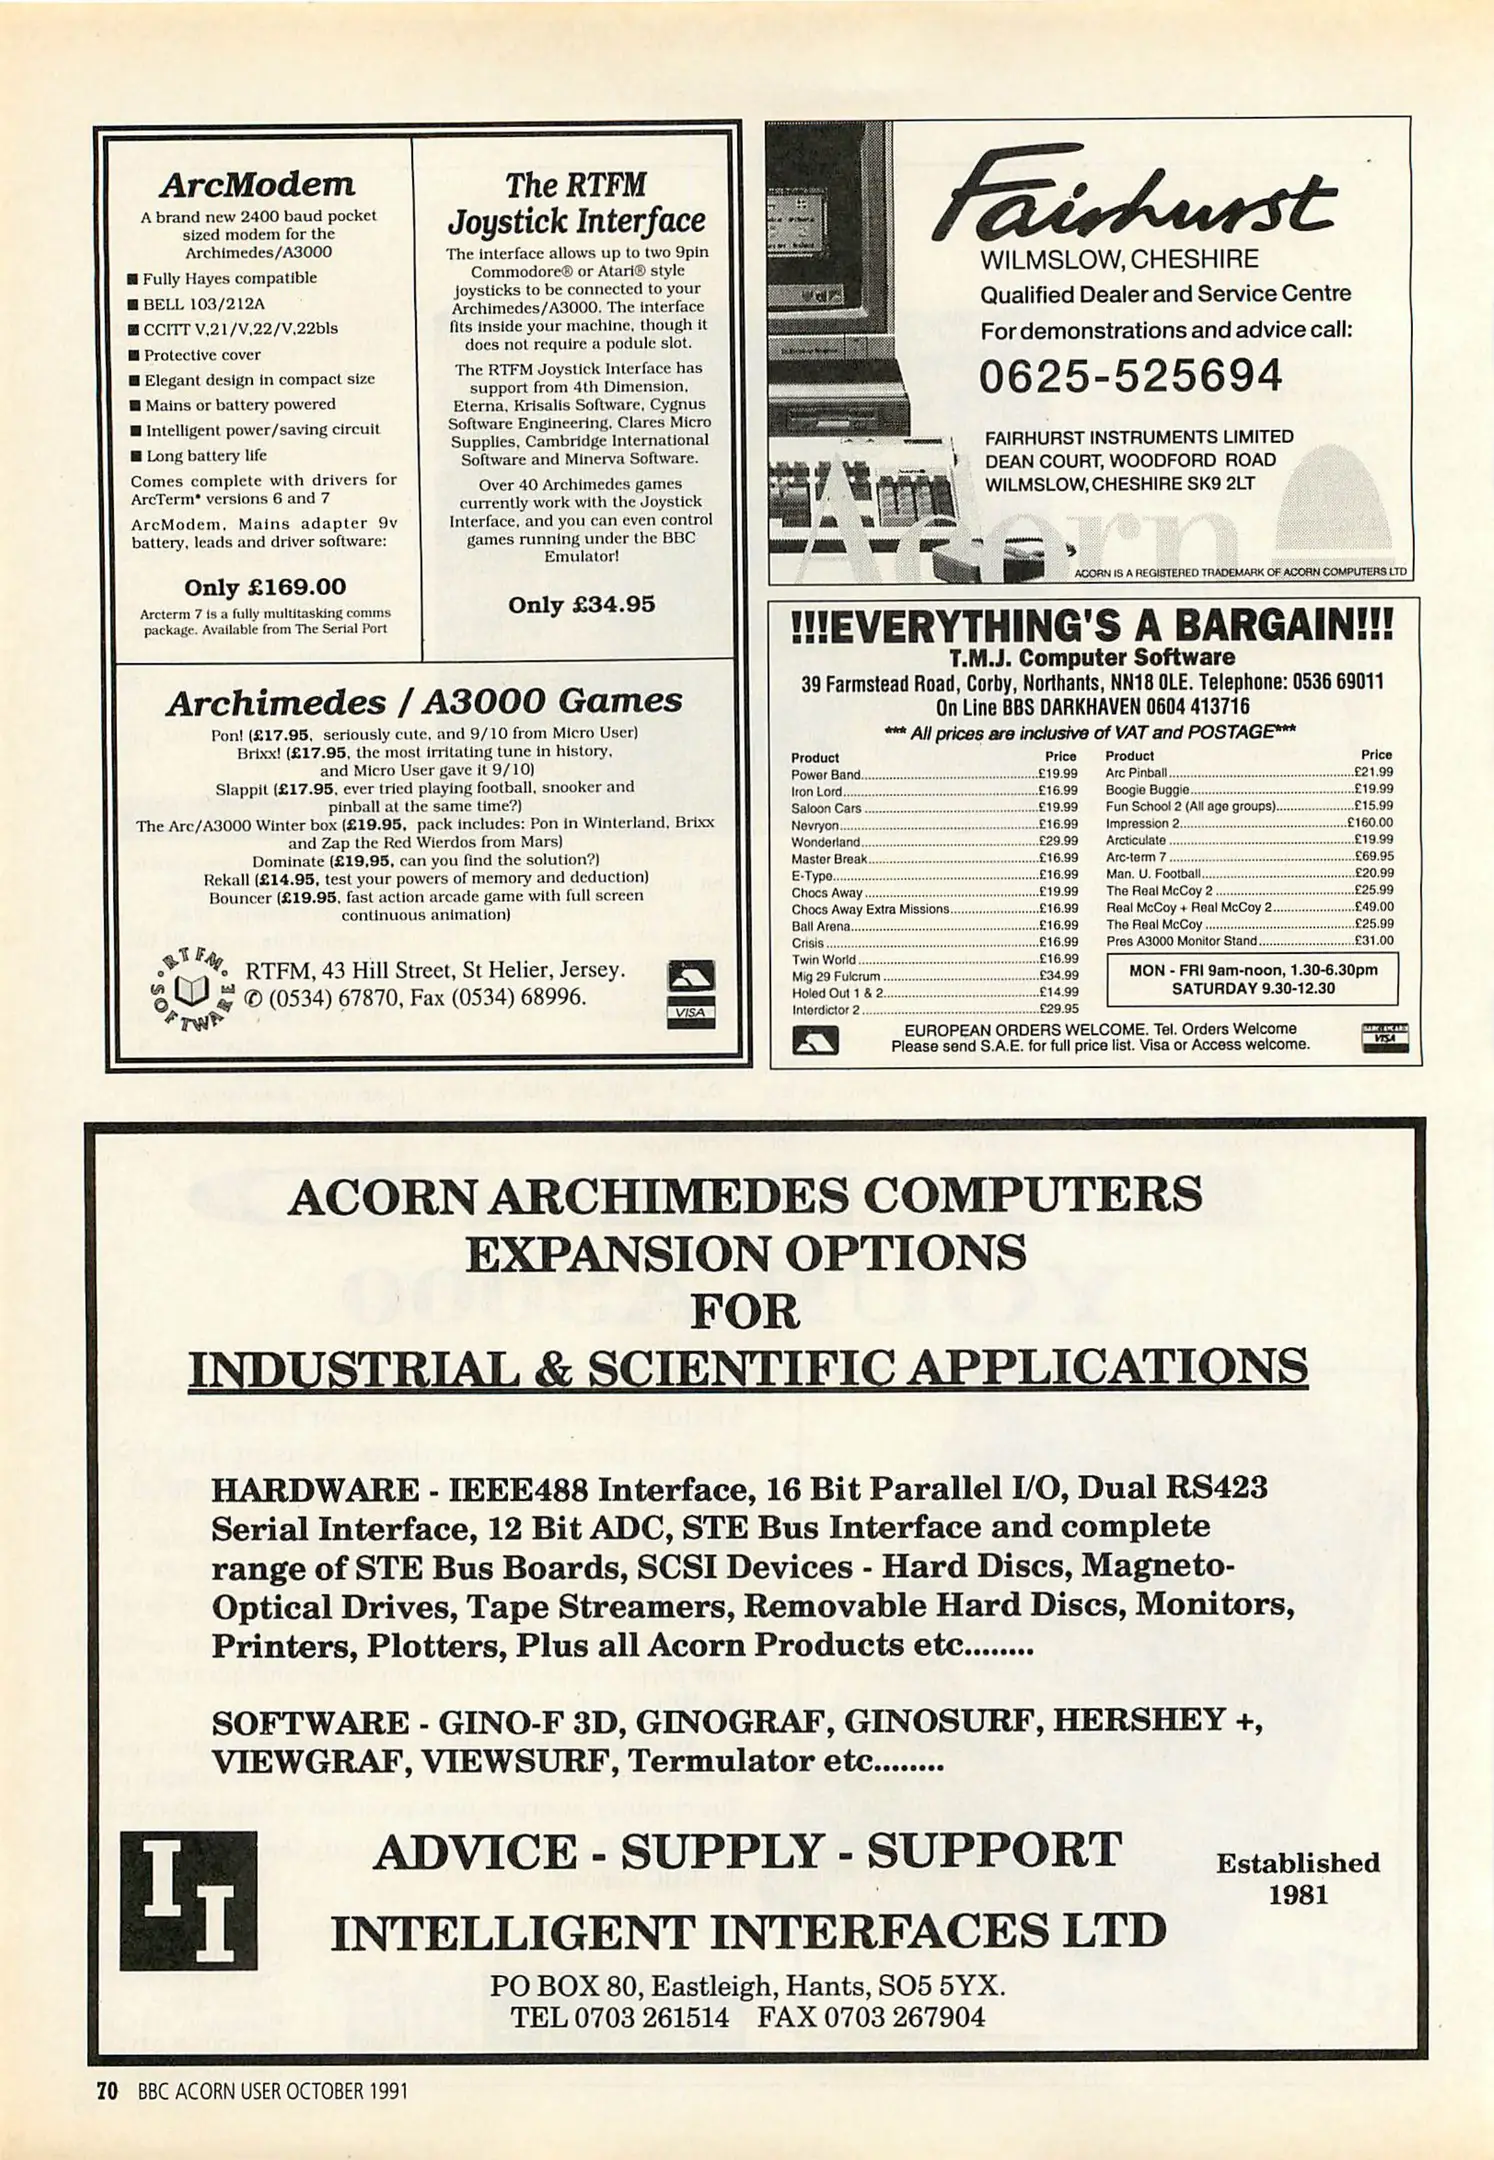 ArcModem
A brand new 2400 baud pocket
sized modem for the
Archimedes/A3000
■ Fully Hayes compatible
■ BELL 103/212A
■ CCITT V,21/V,22/V,22bis
■ Protective cover
■ Elegant design in compact size
■ Mains or battery powered
■ Intelligent power/saving circuit
■ Long battery life
Comes complete with drivers for
ArcTerm* versions 6 and 7
ArcModem, Mains adapter 9v
battery, leads and driver software:
Only £169.00
Arcterm 7 is a fully multitasking comms
package. Available from The Serial Port
The RTFM
Joystick Interface
The interface allows up to two 9pin
Commodore® or Atari® style
joysticks to be connected to your
Archimedes/A3000. The interface
fits inside your machine, though it
does not require a podule slot.
The RTFM Joystick Interface has
support from 4th Dimension,
Eterna, Krisalis Software, Cygnus
Software Engineering, Clares Micro
Supplies, Cambridge International
Software and Minerva Software.
Over 40 Archimedes games
currently work with the Joystick
Interface, and you can even control
games running under the BBC
Emulator!
Only £34.95
Archimedes / A3000 Games
Pon! (£17.95, seriously cute, and 9/10 from Micro User)
Brixx! (£17.95, the most irritating tune in history,
and Micro User gave it 9/10)
Slappit (£17.95, ever tried playing football, snooker and
pinball at the same time?)
The Arc/A3000 Winter box (£19.95, pack includes: Pon in Winterland, Brixx
and Zap the Red Wierdos from Mars)
Dominate (£19,95, can you find the solution?)
Rekall (£14.95, test your powers of memory and deduction)
Bouncer (£19.95, fast action arcade game with full screen
continuous animation)
RTFM SOFTWARE
RTFM, 43 Hill Street, St Helier, Jersey.
✆ (0534) 67870, Fax (0534) 68996.
VISA
Fairhurst
WILMSLOW, CHESHIRE
Qualified Dealer and Service Centre
For demonstrations and advice call:
0625-525694
FAIRHURST INSTRUMENTS LIMITED
DEAN COURT, WOODFORD ROAD
WILMSLOW, CHESHIRE SK9 2LT
Acorn
ACORN IS A REGISTERED TRADEMARK OF ACORN COMPUTERS LTD
!!!EVERYTHING'S A BARGAIN!!!
T.M.J. Computer Software
39 Farmstead Road, Corby, Northants, NN18 0LE. Telephone: 0536 69011
On Line BBS DARKHAVEN 0604 413716
*** All prices are inclusive of VAT and POSTAGE***
Product Price
Power Band £19.99
Iron Lord £16.99
Saloon Cars £19.99
Nevryon £16.99
Wonderland £29.99
Master Break £16.99
E-Type £16.99
Chocs Away £19.99
Chocs Away Extra Missions £16.99
Ball Arena £16.99
Crisis £16.99
Twin World £16.99
Mig 29 Fulcrum £34.99
Holed Out 1 & 2 £14.99
Interdictor 2 £29.95
Product Price
Arc Pinball £21.99
Boogie Buggie £19.99
Fun School 2 (All age groups) £15.99
Impression 2 £160.00
Arcticulate £19.99
Arc-term 7 £69.95
Man. U. Football £20.99
The Real McCoy 2 £25.99
Real McCoy + Real McCoy 2 £49.00
The Real McCoy £25.99
Pres A3000 Monitor Stand £31.00
MON - FRI 9am-noon, 1.30-6.30pm
SATURDAY 9.30-12.30
EUROPEAN ORDERS WELCOME. Tel. Orders Welcome
Please send S.A.E. for full price list. Visa or Access welcome.
BARCLAYCARD
VISA
ACORN ARCHIMEDES COMPUTERS
EXPANSION OPTIONS
FOR
INDUSTRIAL & SCIENTIFIC APPLICATIONS
HARDWARE - IEEE488 Interface, 16 Bit Parallel I/O, Dual RS423
Serial Interface, 12 Bit ADC, STE Bus Interface and complete
range of STE Bus Boards, SCSI Devices - Hard Discs, Magneto-
Optical Drives, Tape Streamers, Removable Hard Discs, Monitors,
Printers, Plotters, Plus all Acorn Products etc........
SOFTWARE - GINO-F 3D, GINOGRAF, GINOSURF, HERSHEY +,
VIEWGRAF, VIEWSURF, Termulator etc........
II
ADVICE - SUPPLY - SUPPORT
Established
1981
INTELLIGENT INTERFACES LTD
PO BOX 80, Eastleigh, Hants, SO5 5YX.
TEL 0703 261514 FAX 0703 267904
70 BBC ACORN USER OCTOBER 1991